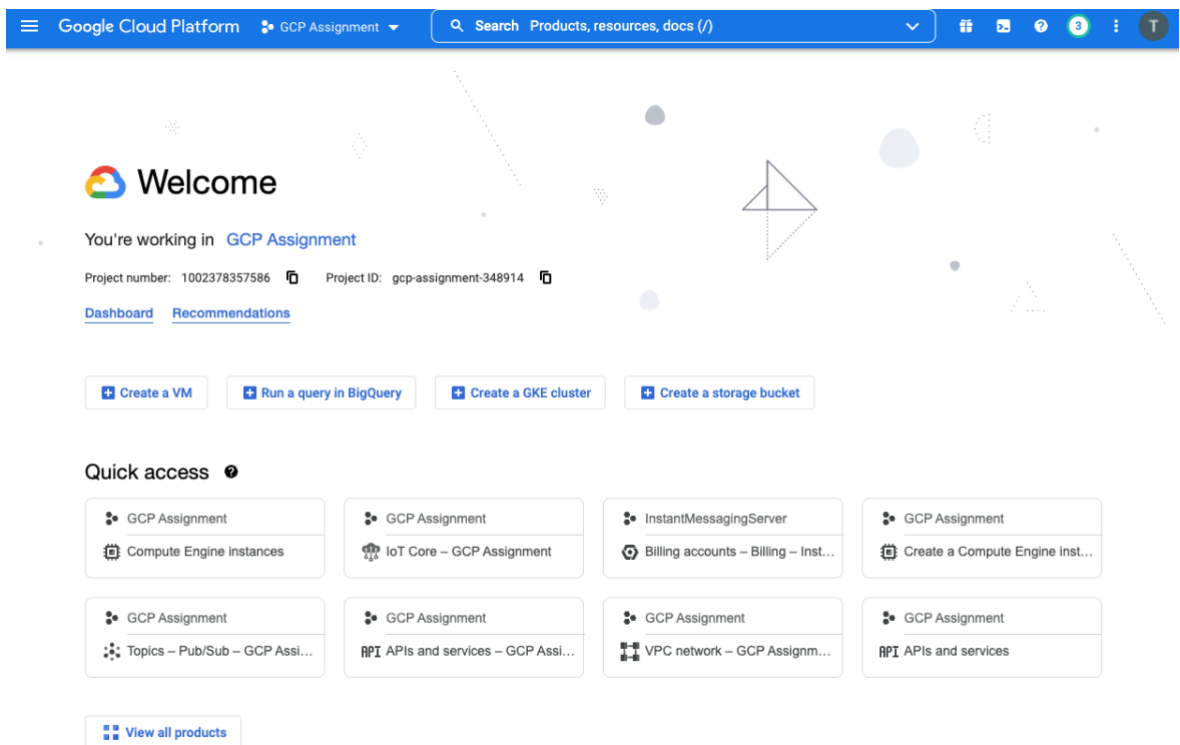 Google Cloud Platform GCP Assignment Search Products, resources, docs (/) 3 T
Welcome
You're working in GCP Assignment
Project number: 1002378357586 Project ID: gcp-assignment-348914
Dashboard Recommendations
Create a VM Run a query in BigQuery Create a GKE cluster Create a storage bucket
Quick access
GCP Assignment GCP Assignment InstantMessagingServer GCP Assignment
Compute Engine instances IoT Core – GCP Assignment Billing accounts – Billing – Inst... Create a Compute Engine inst...
GCP Assignment GCP Assignment GCP Assignment GCP Assignment
Topics – Pub/Sub – GCP Assi... API APIs and services – GCP Assi... VPC network – GCP Assignm... API APIs and services
View all products